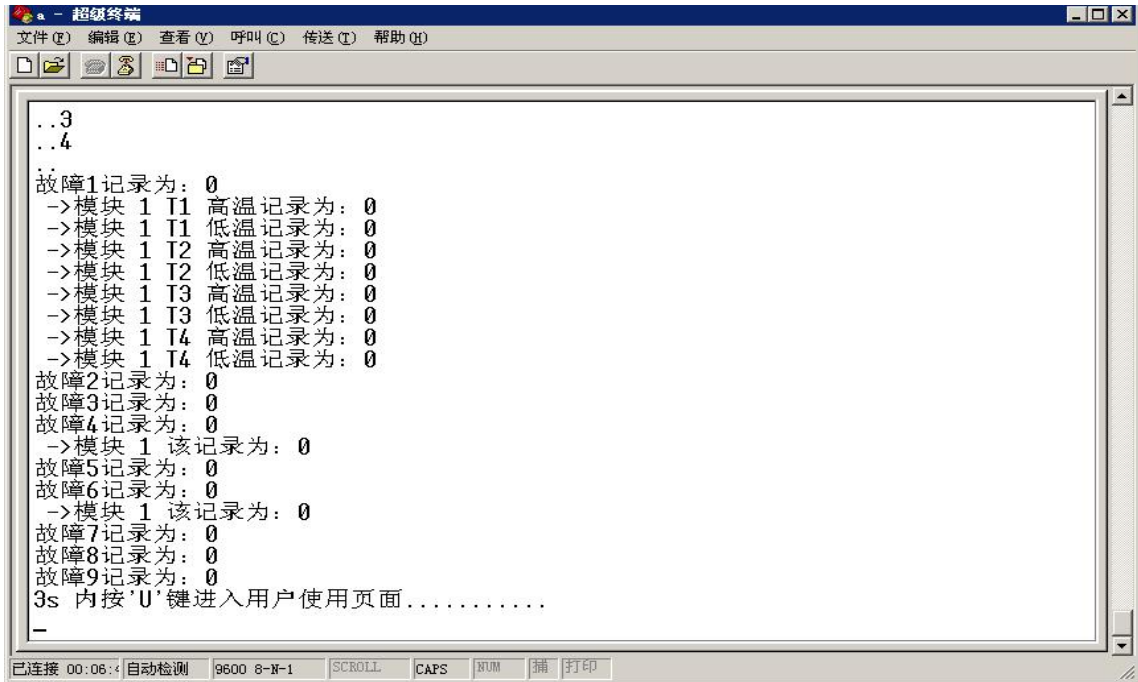 a - 超级终端
文件(F) 编辑(E) 查看(V) 呼叫(C) 传送(T) 帮助(H)
..3
..4
..
故障1记录为：0
->模块 1 T1 高温记录为：0
->模块 1 T1 低温记录为：0
->模块 1 T2 高温记录为：0
->模块 1 T2 低温记录为：0
->模块 1 T3 高温记录为：0
->模块 1 T3 低温记录为：0
->模块 1 T4 高温记录为：0
->模块 1 T4 低温记录为：0
故障2记录为：0
故障3记录为：0
故障4记录为：0
->模块 1 该记录为：0
故障5记录为：0
故障6记录为：0
->模块 1 该记录为：0
故障7记录为：0
故障8记录为：0
故障9记录为：0
3s 内按'U'键进入用户使用页面...........
_
已连接 00:06: 自动检测 9600 8-N-1 SCROLL CAPS NUM 捕 打印